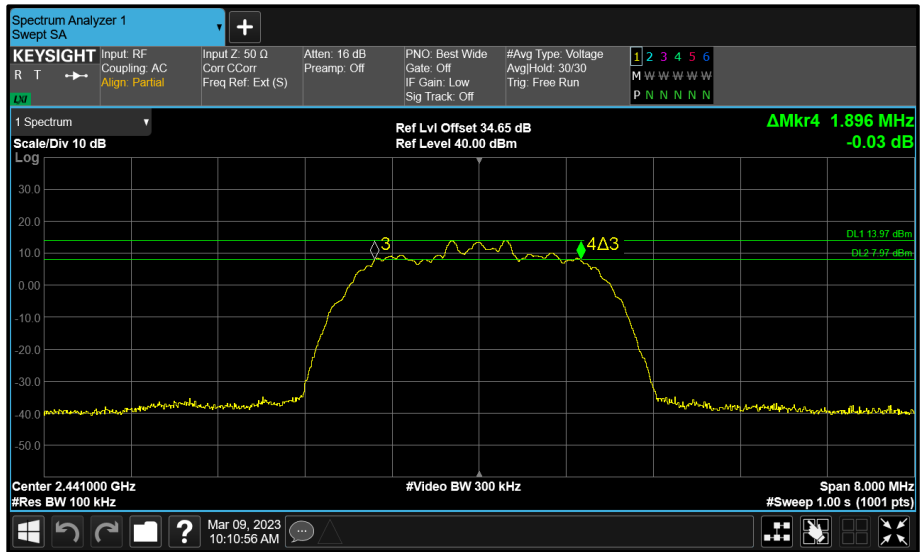 Spectrum Analyzer 1
Swept SA
+
KEYSIGHT
R T
LXI
Input: RF
Coupling: AC
Align: Partial
Input Z: 50 Ω
Corr CCorr
Freq Ref: Ext (S)
Atten: 16 dB
Preamp: Off
PNO: Best Wide
Gate: Off
IF Gain: Low
Sig Track: Off
#Avg Type: Voltage
Avg|Hold: 30/30
Trig: Free Run
1 2 3 4 5 6
M W W W W W
P N N N N N
1 Spectrum
Scale/Div 10 dB
Ref Lvl Offset 34.65 dB
Ref Level 40.00 dBm
ΔMkr4 1.896 MHz
-0.03 dB
Log
30.0
20.0
10.0
0.00
-10.0
-20.0
-30.0
-40.0
-50.0
3
4Δ3
DL1 13.97 dBm
DL2 7.97 dBm
Center 2.441000 GHz
#Video BW 300 kHz
Span 8.000 MHz
#Res BW 100 kHz
#Sweep 1.00 s (1001 pts)
?
Mar 09, 2023
10:10:56 AM